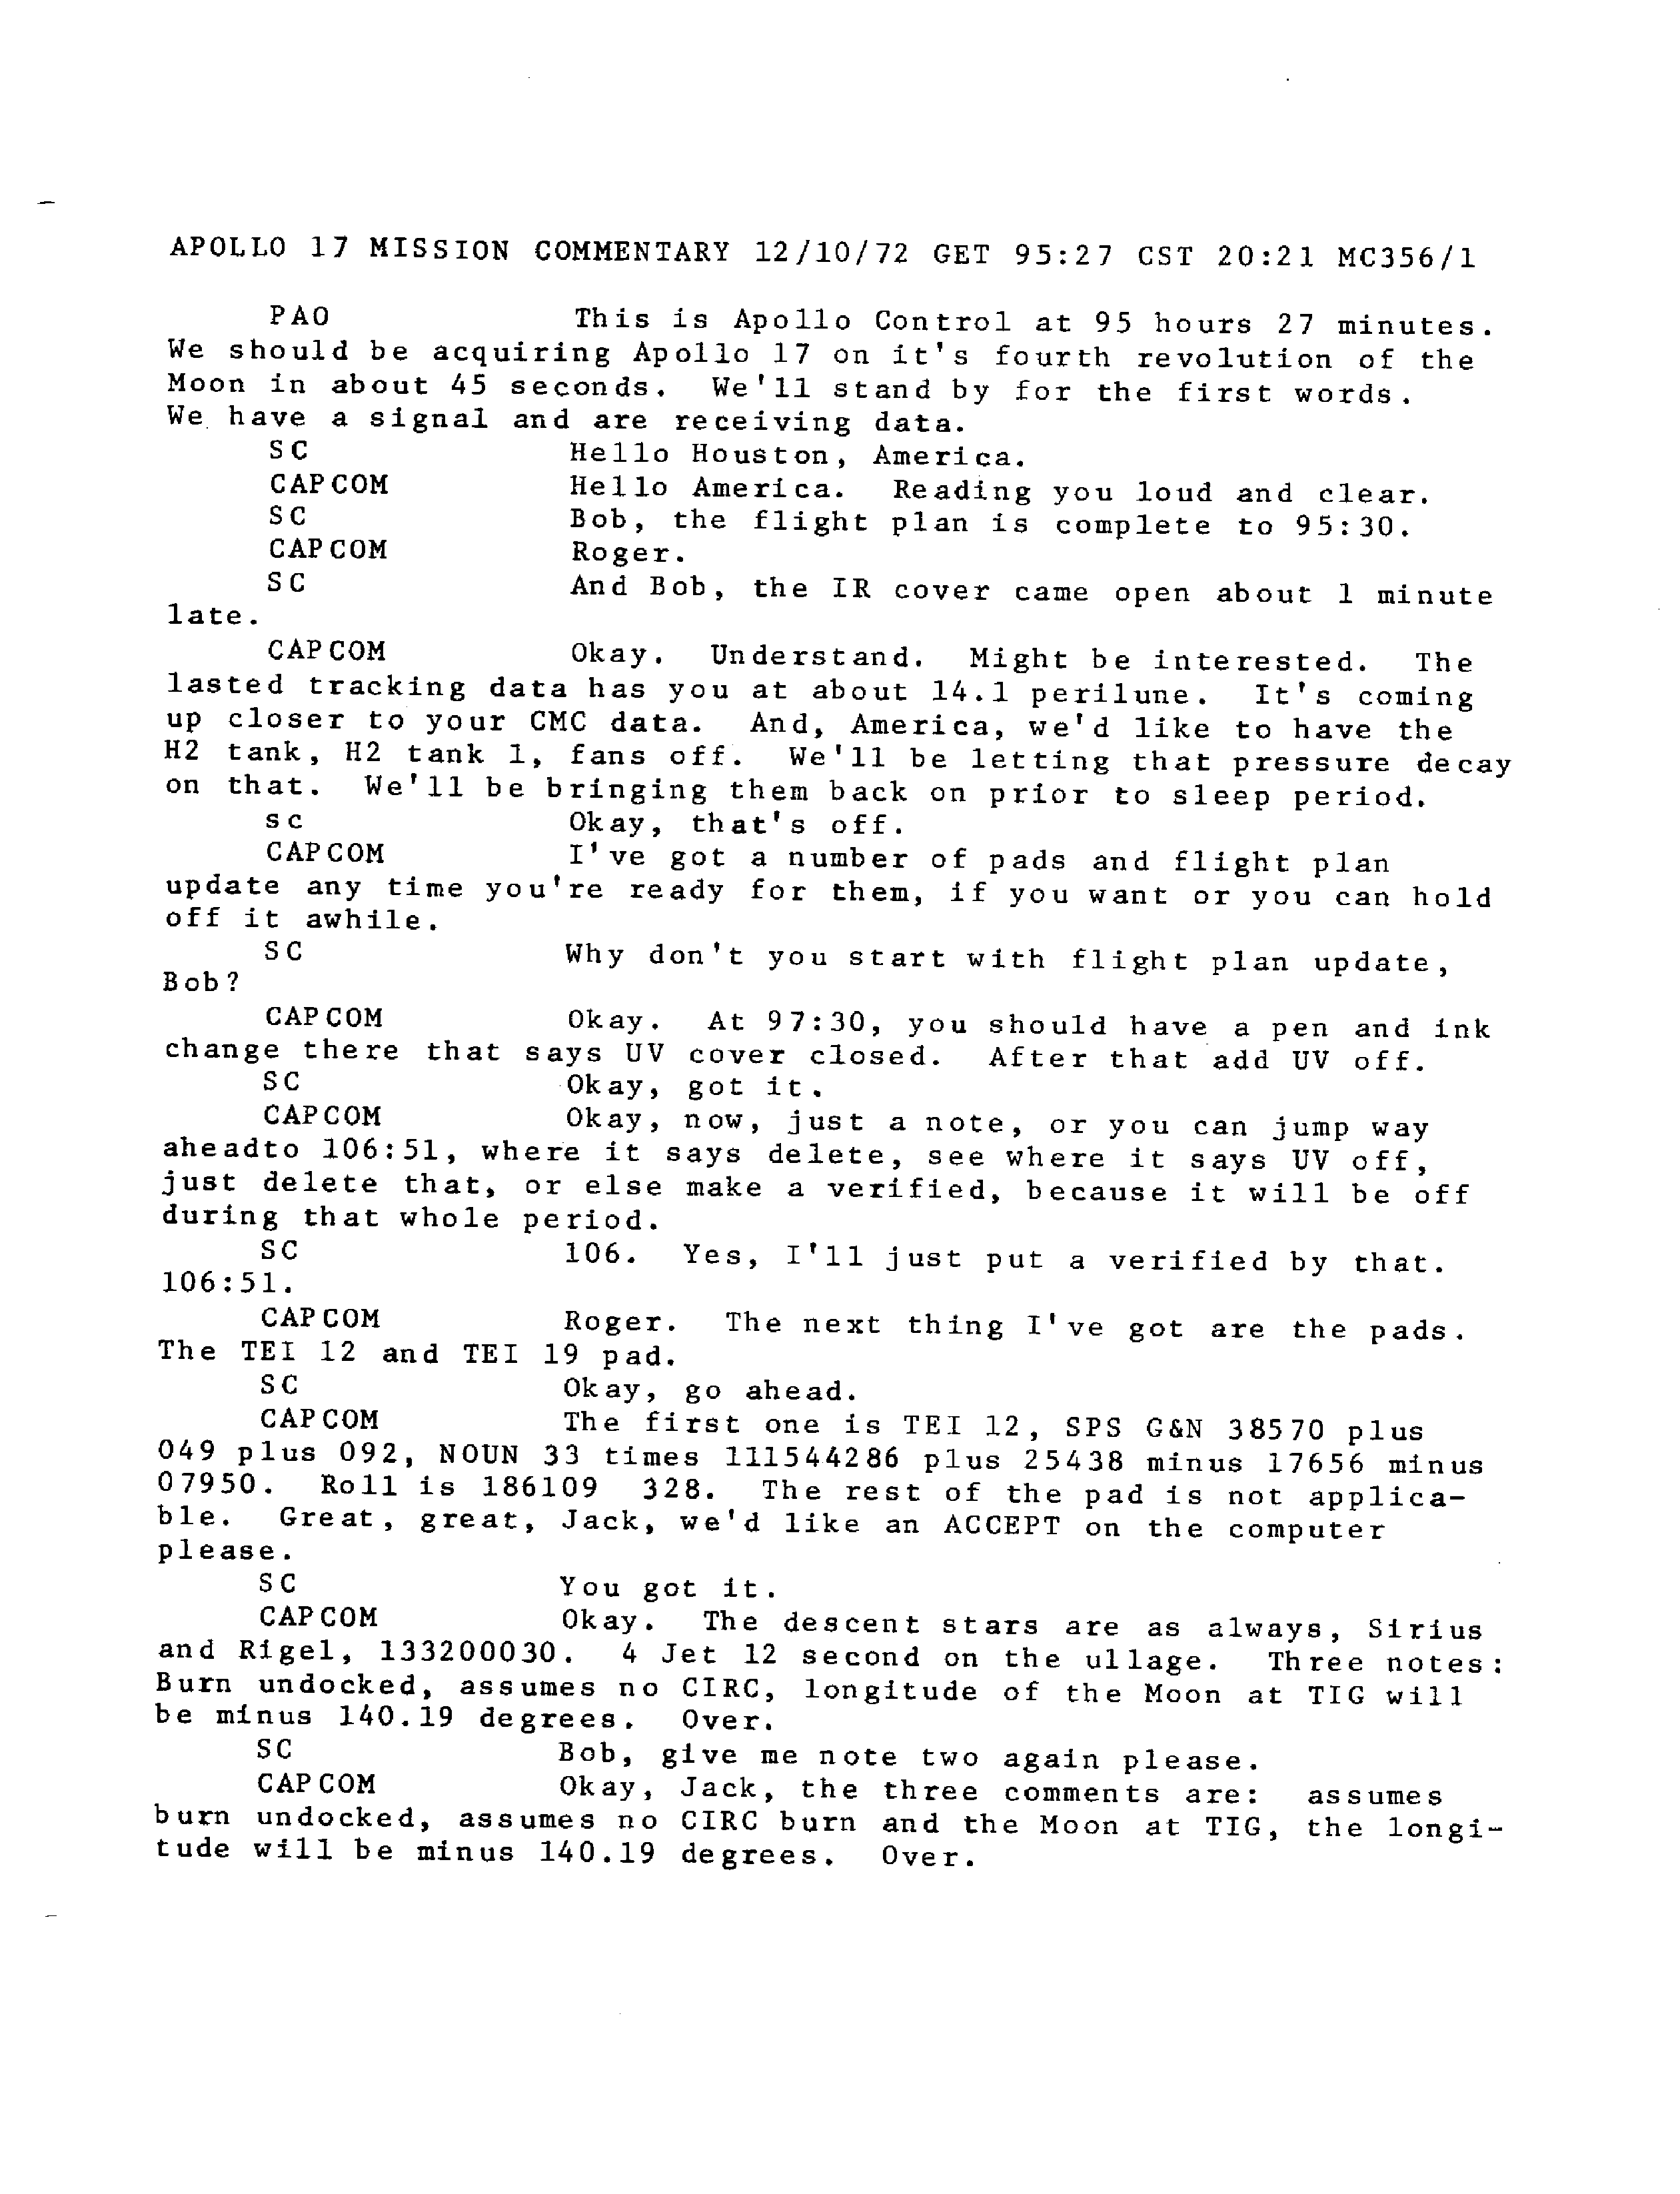 APOLLO 17 MISSION COMMENTARY 12/10/72 GET 95:27 CST 20:21 MC356/1
PAO This is Apollo Control at 95 hours 27 minutes.
We should be acquiring Apollo 17 on it's fourth revolution of the
Moon in about 45 seconds. We'll stand by for the first words.
We have a signal and are receiving data.
SC Hello Houston, America.
CAPCOM Hello America. Reading you loud and clear.
SC Bob, the flight plan is complete to 95:30.
CAPCOM Roger.
SC And Bob, the IR cover came open about 1 minute
late.
CAPCOM Okay. Understand. Might be interested. The
lasted tracking data has you at about 14.1 perilune. It's coming
up closer to your CMC data. And, America, we'd like to have the
H2 tank, H2 tank 1, fans off. We'll be letting that pressure decay
on that. We'll be bringing them back on prior to sleep period.
sc Okay, that's off.
CAPCOM I've got a number of pads and flight plan
update any time you're ready for them, if you want or you can hold
off it awhile.
SC Why don't you start with flight plan update,
Bob?
CAPCOM Okay. At 97:30, you should have a pen and ink
change there that says UV cover closed. After that add UV off.
SC Okay, got it.
CAPCOM Okay, now, just a note, or you can jump way
aheadto 106:51, where it says delete, see where it says UV off,
just delete that, or else make a verified, because it will be off
during that whole period.
SC 106. Yes, I'll just put a verified by that.
106:51.
CAPCOM Roger. The next thing I've got are the pads.
The TEI 12 and TEI 19 pad.
SC Okay, go ahead.
CAPCOM The first one is TEI 12, SPS G&N 38570 plus
049 plus 092, NOUN 33 times 111544286 plus 25438 minus 17656 minus
07950. Roll is 186109 328. The rest of the pad is not applica-
ble. Great, great, Jack, we'd like an ACCEPT on the computer
please.
SC You got it.
CAPCOM Okay. The descent stars are as always, Sirius
and Rigel, 133200030. 4 Jet 12 second on the ullage. Three notes:
Burn undocked, assumes no CIRC, longitude of the Moon at TIG will
be minus 140.19 degrees. Over.
SC Bob, give me note two again please.
CAPCOM Okay, Jack, the three comments are: assumes
burn undocked, assumes no CIRC burn and the Moon at TIG, the longi-
tude will be minus 140.19 degrees. Over.